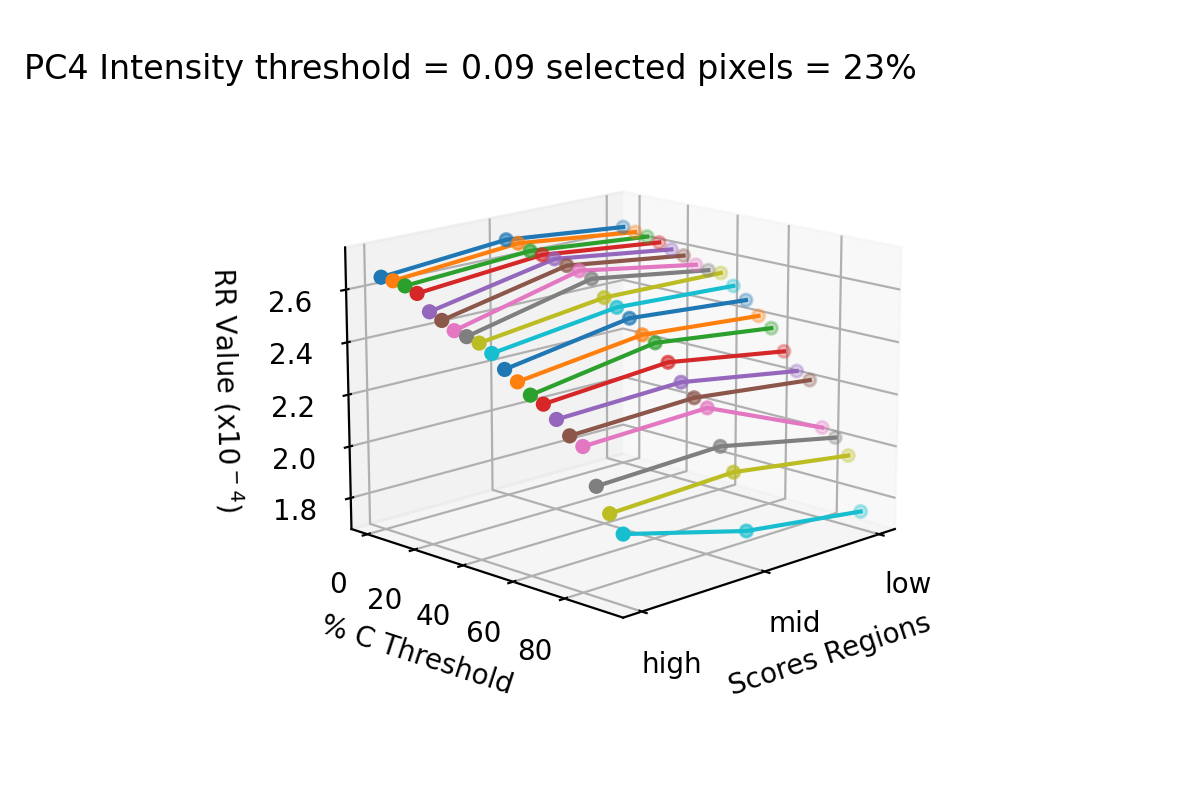 PC4 Intensity threshold = 0.09 selected pixels = 23%
RR Value (x10⁻⁴)
2.6
2.4
2.2
2.0
1.8
0
20
40
60
80
% C Threshold
high
mid
low
Scores Regions